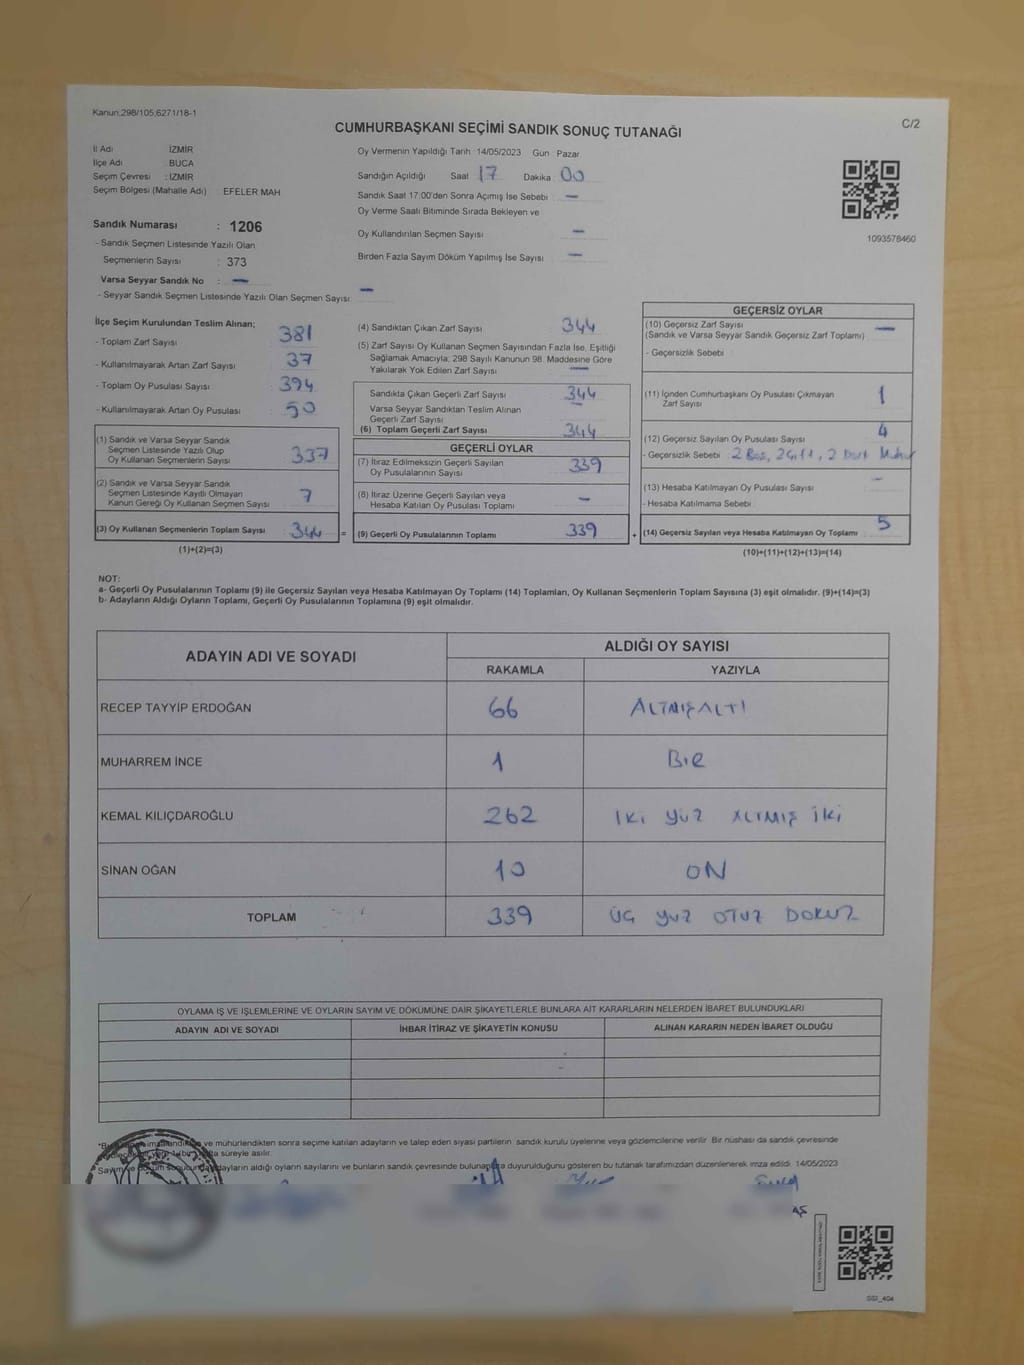 Kanun;298/105;6271/18-1
C/2
CUMHURBAŞKANI SEÇİMİ SANDIK SONUÇ TUTANAĞI
İl Adı : İZMİR
İlçe Adı : BUCA
Seçim Çevresi : İZMİR
Seçim Bölgesi (Mahalle Adı) : EFELER MAH
Sandık Numarası : 1206
- Sandık Seçmen Listesinde Yazılı Olan
Seçmenlerin Sayısı : 373
Varsa Seyyar Sandık No : —
- Seyyar Sandık Seçmen Listesinde Yazılı Olan Seçmen Sayısı: —
Oy Vermenin Yapıldığı Tarih :14/05/2023 Gün Pazar
Sandığın Açıldığı Saat 17 Dakika : 00
Sandık Saat 17:00'den Sonra Açımış İse Sebebi : —
Oy Verme Saati Bitiminde Sırada Bekleyen ve
Oy Kullandırılan Seçmen Sayısı —
Birden Fazla Sayım Döküm Yapılmış İse Sayısı : —
1093578460
İlçe Seçim Kurulundan Teslim Alınan;
- Toplam Zarf Sayısı : 381
- Kullanılmayarak Artan Zarf Sayısı : 37
- Toplam Oy Pusulası Sayısı : 394
- Kullanılmayarak Artan Oy Pusulası : 50
(1) Sandık ve Varsa Seyyar Sandık
Seçmen Listesinde Yazılı Olup
Oy Kullanan Seçmenlerin Sayısı : 337
(2) Sandık ve Varsa Seyyar Sandık
Seçmen Listesinde Kayıtlı Olmayan
Kanun Gereği Oy Kullanan Seçmen Sayısı : 7
(3) Oy Kullanan Seçmenlerin Toplam Sayısı : 344
(1)+(2)=(3)
(4) Sandıktan Çıkan Zarf Sayısı : 344
(5) Zarf Sayısı Oy Kullanan Seçmen Sayısından Fazla İse, Eşitliği
Sağlamak Amacıyla; 298 Sayılı Kanunun 98. Maddesine Göre
Yakılarak Yok Edilen Zarf Sayısı : —
Sandıkta Çıkan Geçerli Zarf Sayısı : 344
Varsa Seyyar Sandıktan Teslim Alınan
Geçerli Zarf Sayısı : —
(6) Toplam Geçerli Zarf Sayısı : 344
GEÇERLİ OYLAR
(7) İtiraz Edilmeksizin Geçerli Sayılan
Oy Pusulalarının Sayısı : 339
(8) İtiraz Üzerine Geçerli Sayılan veya
Hesaba Katılan Oy Pusulası Toplamı : —
= (9) Geçerli Oy Pusulalarının Toplamı : 339
GEÇERSİZ OYLAR
(10) Geçersiz Zarf Sayısı
(Sandık ve Varsa Seyyar Sandık Geçersiz Zarf Toplamı) : —
- Geçersizlik Sebebi :
(11) İçinden Cumhurbaşkanı Oy Pusulası Çıkmayan
Zarf Sayısı : 1
(12) Geçersiz Sayılan Oy Pusulası Sayısı : 4
- Geçersizlik Sebebi : 2 Boş,
(13) Hesaba Katılmayan Oy Pusulası Sayısı : —
- Hesaba Katılmama Sebebi :
+ (14) Geçersiz Sayılan veya Hesaba Katılmayan Oy Toplamı : 5
(10)+(11)+(12)+(13)=(14)
NOT:
a- Geçerli Oy Pusulalarının Toplamı (9) ile Geçersiz Sayılan veya Hesaba Katılmayan Oy Toplamı (14) Toplamları, Oy Kullanan Seçmenlerin Toplam Sayısına (3) eşit olmalıdır. (9)+(14)=(3)
b- Adayların Aldığı Oyların Toplamı, Geçerli Oy Pusulalarının Toplamına (9) eşit olmalıdır.
ADAYIN ADI VE SOYADI ALDIĞI OY SAYISI
RAKAMLA YAZIYLA
RECEP TAYYİP ERDOĞAN 66 ALTMIŞALTI
MUHARREM İNCE 1 BİR
KEMAL KILIÇDAROĞLU 262 İKİ YÜZ ALTMIŞ İKİ
SİNAN OĞAN 10 ON
TOPLAM 339 ÜÇ YÜZ OTUZ DOKUZ
OYLAMA İŞ VE İŞLEMLERİNE VE OYLARIN SAYIM VE DÖKÜMÜNE DAİR ŞİKAYETLERLE BUNLARA AİT KARARLARIN NELERDEN İBARET BULUNDUKLARI
ADAYIN ADI VE SOYADI İHBAR İTİRAZ VE ŞİKAYETİN KONUSU ALINAN KARARIN NEDEN İBARET OLDUĞU
ve mühürlendikten sonra seçime katılan adayların ve talep eden siyasi partilerin sandık kurulu üyelerine veya gözlemcilerine verilir. Bir nüshası da sandık çevresinde
süreyle asılır.
adayların aldığı oyların sayılarını ve bunların sandık çevresinde bulunanlara duyurulduğunu gösteren bu tutanak tarafımızdan düzenlenerek imza edildi. 14/05/2023